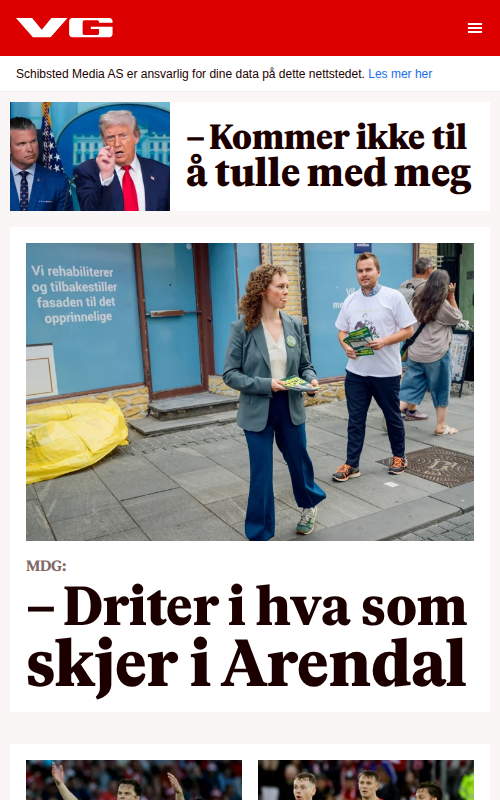 VG
Schibsted Media AS er ansvarlig for dine data på dette nettstedet. Les mer her
– Kommer ikke til
å tulle med meg
Vi rehabiliterer
og tilbakestiller
fasaden til det
opprinnelige
MDG:
– Driter i hva som
skjer i Arendal